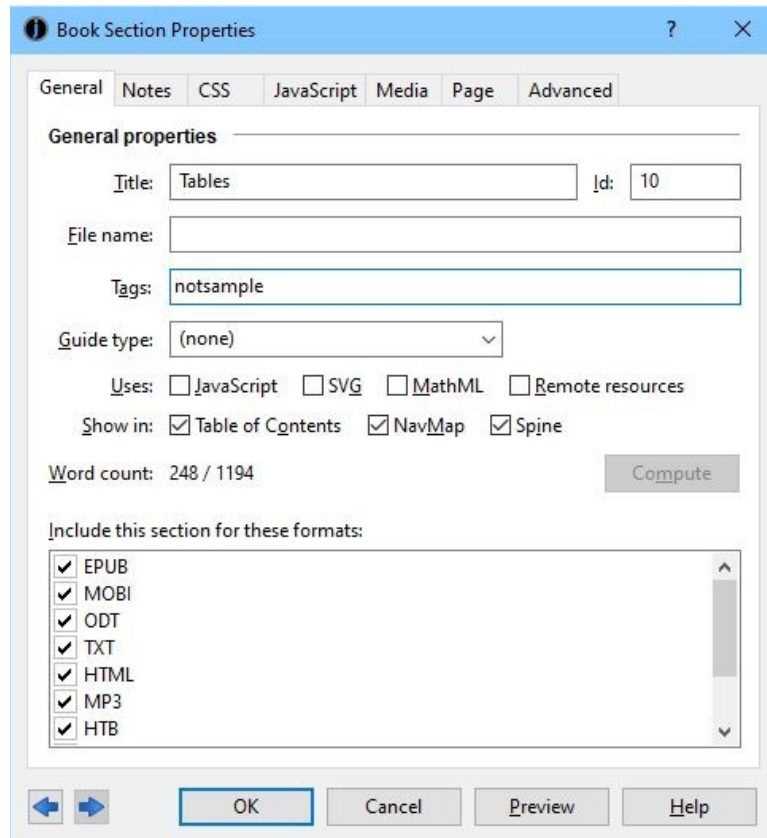 Book Section Properties ?
General Notes CSS JavaScript Media Page Advanced
General properties
Title: Tables Id: 10
File name:
Tags: notsample
Guide type: (none)
Uses: JavaScript SVG MathML Remote resources
Show in: Table of Contents NavMap Spine
Word count: 248 / 1194 Compute
Include this section for these formats:
EPUB
MOBI
ODT
TXT
HTML
MP3
HTB
OK Cancel Preview Help